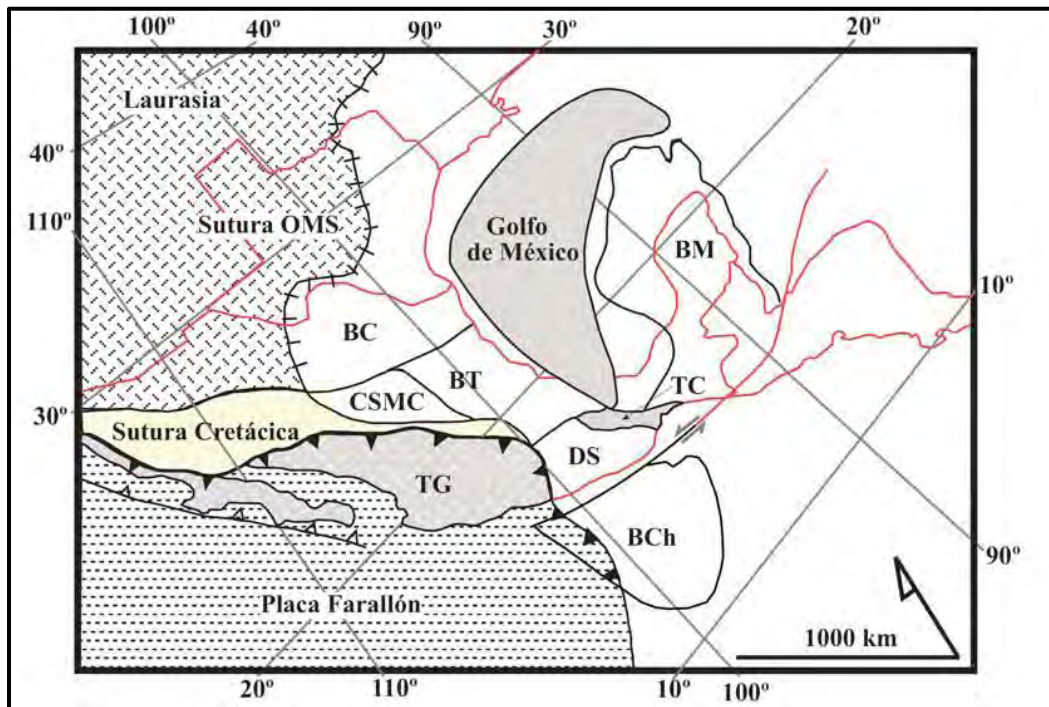 100º
40º
90º
30º
20º
Laurasia
40º
110º
Sutura OMS
Golfo
de México
BM
10º
BC
BT
TC
CSMC
30º
Sutura Cretácica
DS
TG
BCh
90º
Placa Farallón
1000 km
20º
110º
10º
100º